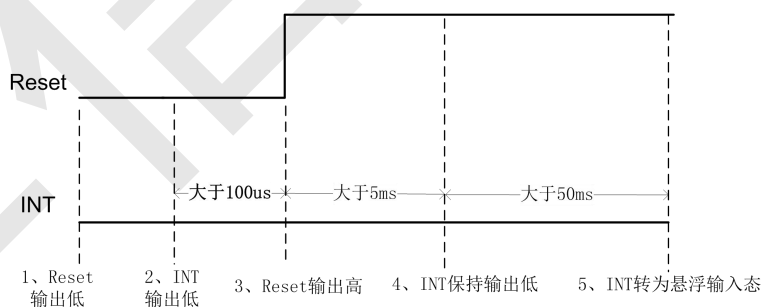 Reset
大于100us
大于5ms
大于50ms
INT
1、Reset
输出低
2、INT
输出低
3、Reset输出高
4、INT保持输出低
5、INT转为悬浮输入态